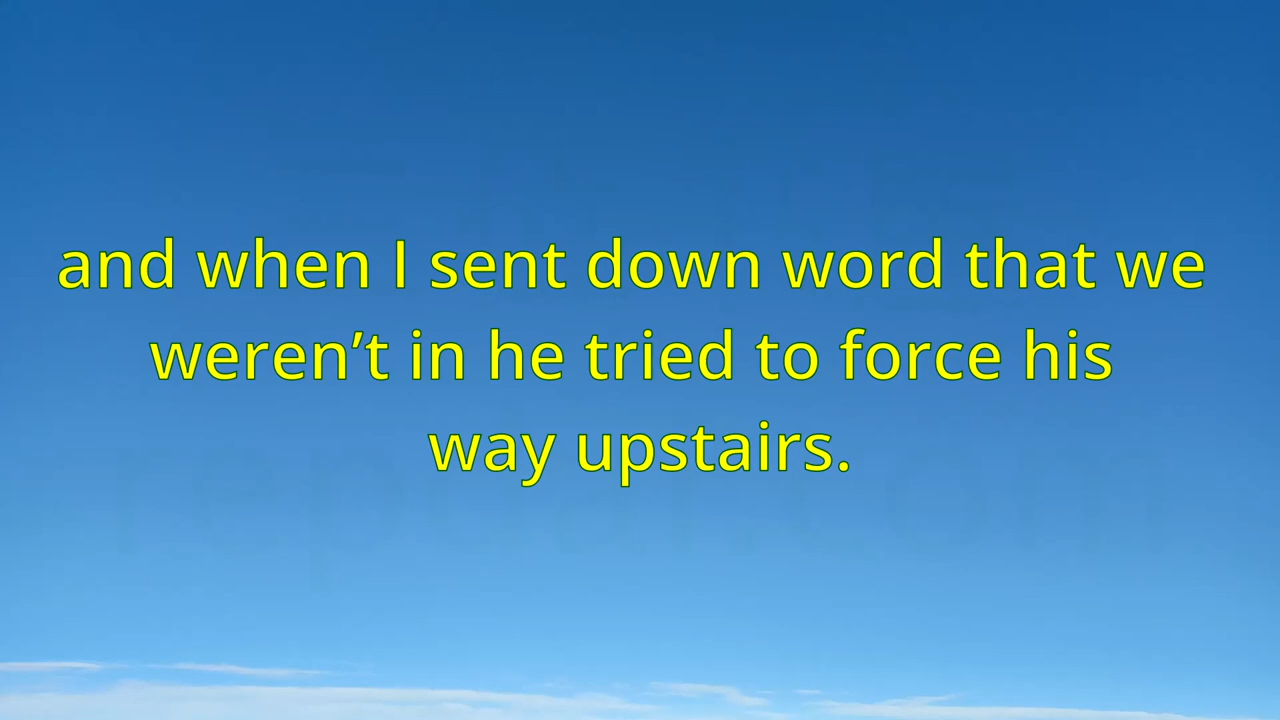 and when I sent down word that we
weren’t in he tried to force his
way upstairs.